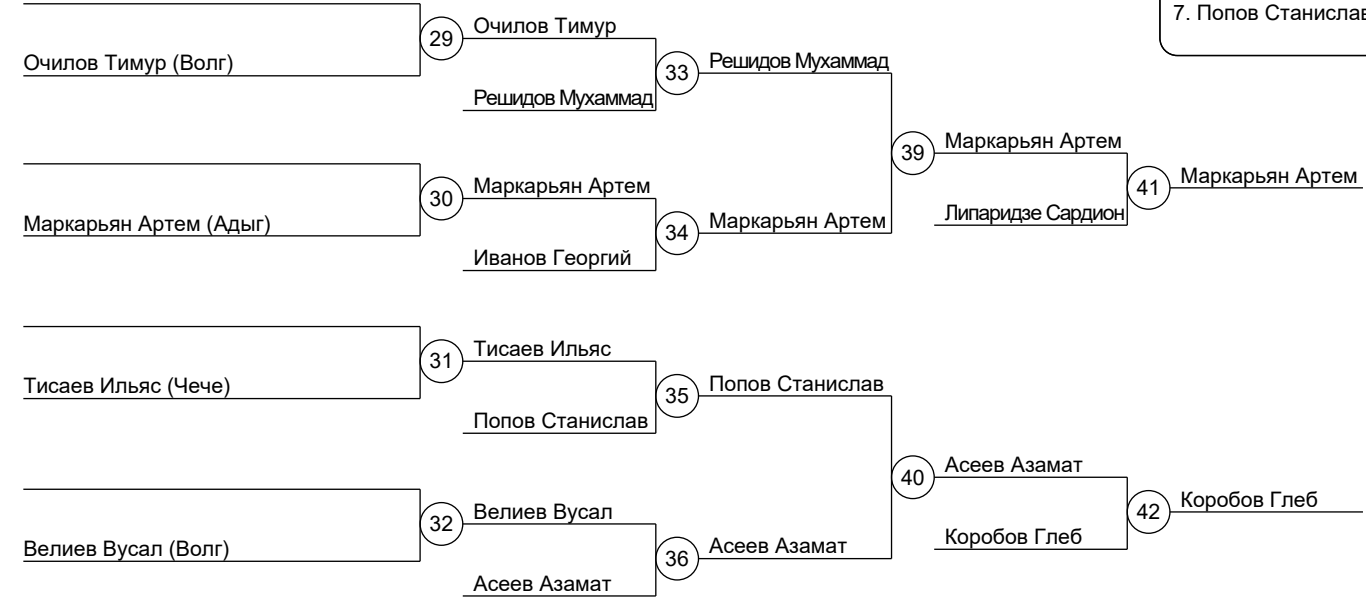 7. Попов Станислав
29
Очилов Тимур
Очилов Тимур (Волг)
33
Решидов Мухаммад
Решидов Мухаммад
39
Маркарьян Артем
30
Маркарьян Артем
Маркарьян Артем (Адыг)
34
Маркарьян Артем
Иванов Георгий
Липаридзе Сардион
41
Маркарьян Артем
31
Тисаев Ильяс
Тисаев Ильяс (Чече)
35
Попов Станислав
Попов Станислав
40
Асеев Азамат
32
Велиев Вусал
Велиев Вусал (Волг)
36
Асеев Азамат
Асеев Азамат
Коробов Глеб
42
Коробов Глеб